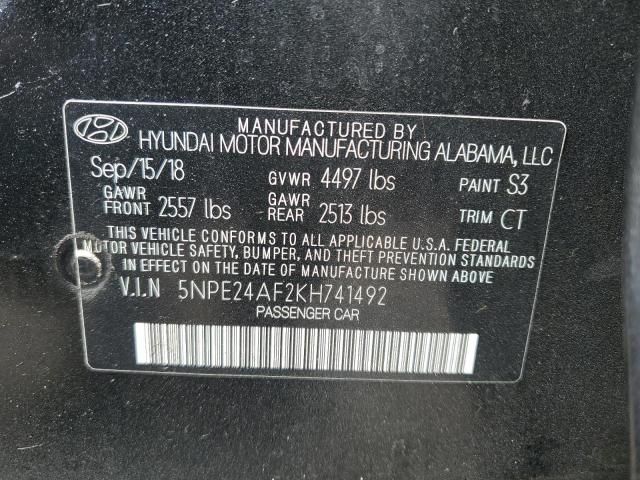 MANUFACTURED BY
HYUNDAI MOTOR MANUFACTURING ALABAMA, LLC
Sep/15/18 GVWR 4497 lbs PAINT S3
GAWR FRONT 2557 lbs GAWR REAR 2513 lbs TRIM CT
THIS VEHICLE CONFORMS TO ALL APPLICABLE U.S.A. FEDERAL
MOTOR VEHICLE SAFETY, BUMPER, AND THEFT PREVENTION STANDARDS
IN EFFECT ON THE DATE OF MANUFACTURE SHOWN ABOVE.
V.I.N 5NPE24AF2KH741492
PASSENGER CAR